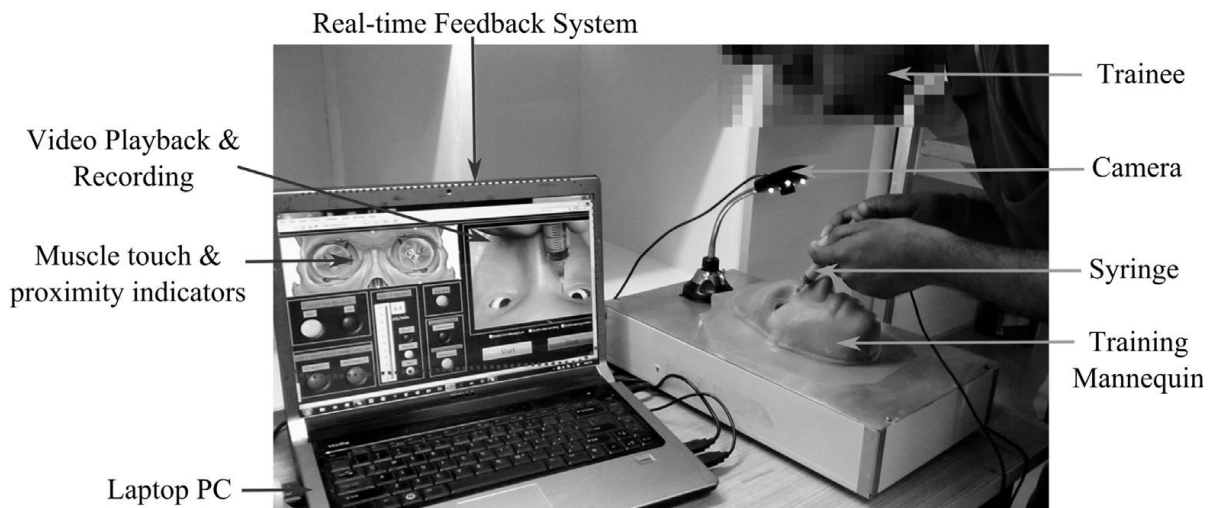 Real-time Feedback System
Trainee
Video Playback &
Recording
Camera
Muscle touch &
proximity indicators
Syringe
Training
Mannequin
Laptop PC
Start